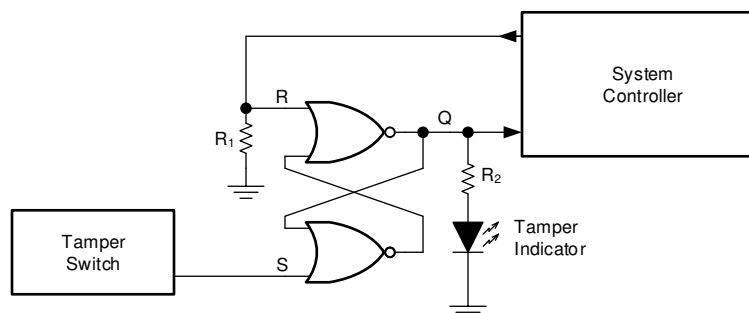 System
Controller
R
Q
R1
R2
Tamper
Switch
S
Tamper
Indicator